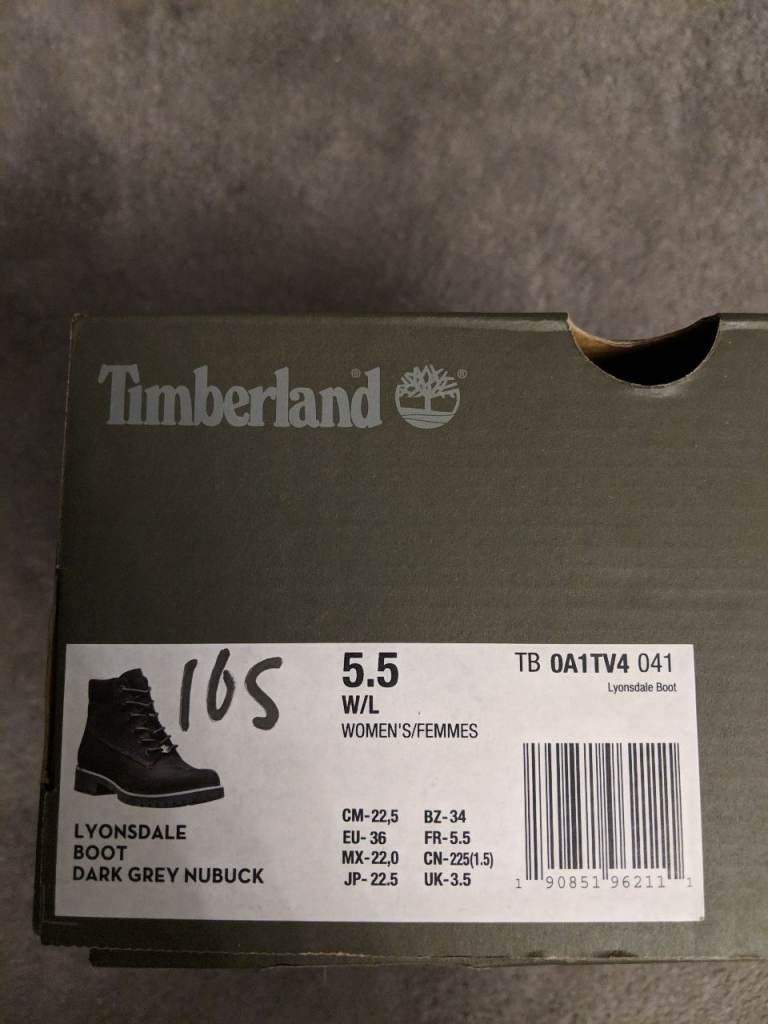 Timberland® ®
105
5.5
W/L
WOMEN'S/FEMMES
TB 0A1TV4 041
Lyonsdale Boot
LYONSDALE
BOOT
DARK GREY NUBUCK
CM-22,5 BZ-34
EU-36 FR-5.5
MX-22,0 CN-225(1.5)
JP-22.5 UK-3.5
1 90851 96211 1